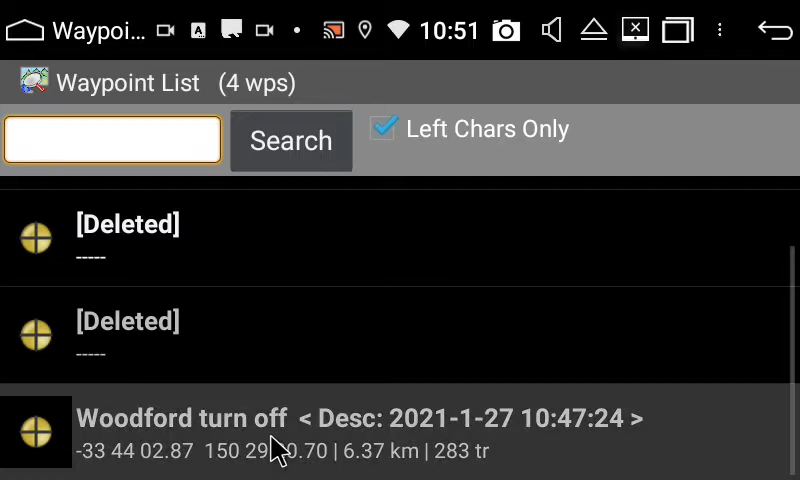 Waypoi... 10:51
Waypoint List (4 wps)
Search Left Chars Only
[Deleted]
-----
[Deleted]
-----
Woodford turn off < Desc: 2021-1-27 10:47:24 >
-33 44 02.87 150 29 0.70 | 6.37 km | 283 tr